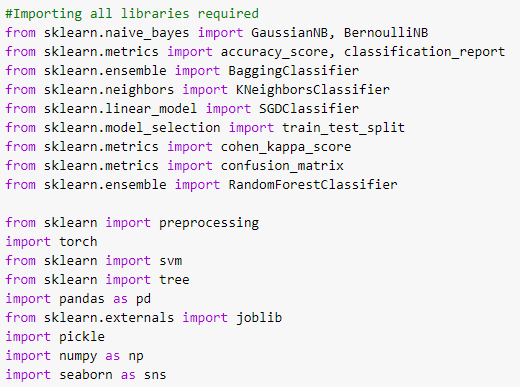 #Importing all libraries required
from sklearn.naive_bayes import GaussianNB, BernoulliNB
from sklearn.metrics import accuracy_score, classification_report
from sklearn.ensemble import BaggingClassifier
from sklearn.neighbors import KNeighborsClassifier
from sklearn.linear_model import SGDClassifier
from sklearn.model_selection import train_test_split
from sklearn.metrics import cohen_kappa_score
from sklearn.metrics import confusion_matrix
from sklearn.ensemble import RandomForestClassifier
from sklearn import preprocessing
import torch
from sklearn import svm
from sklearn import tree
import pandas as pd
from sklearn.externals import joblib
import pickle
import numpy as np
import seaborn as sns